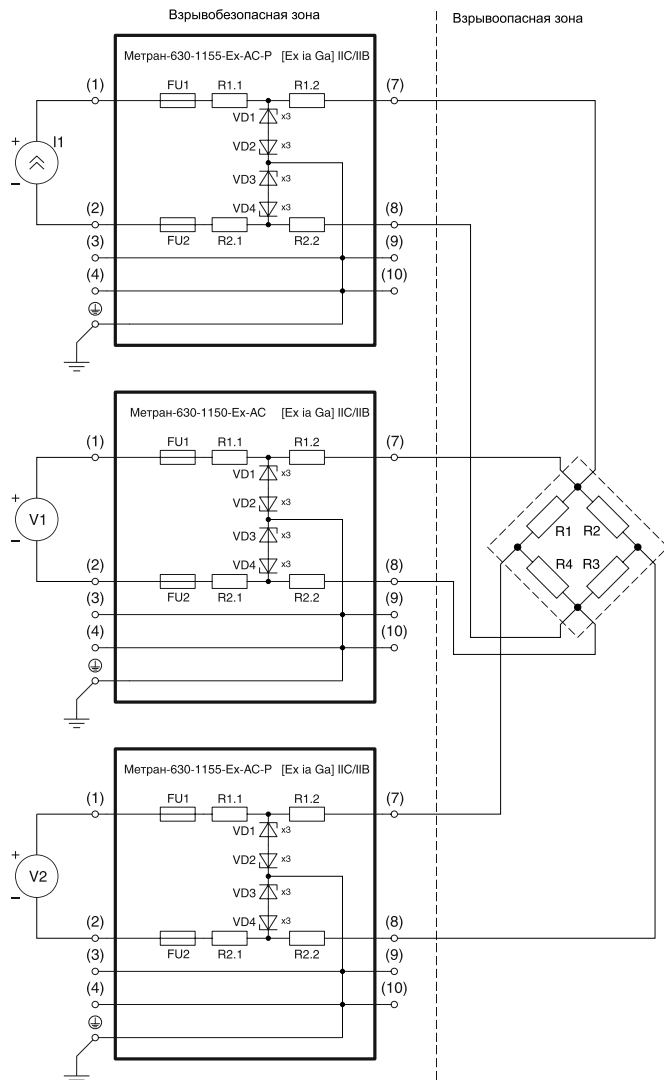 Взрывобезопасная зона
Взрывоопасная зона
Метран-630-1155-Ex-AC-P [Ex ia Ga] IIC/IIB
(1) FU1 R1.1 R1.2 (7)
VD1 x3
+ I1
VD2 x3
VD3 x3
−
VD4 x3
(2) (8)
FU2 R2.1 R2.2
(3) (9)
(4) (10)
Метран-630-1150-Ex-AC [Ex ia Ga] IIC/IIB
(1) FU1 R1.1 R1.2 (7)
VD1 x3
+
VD2 x3
V1
VD3 x3
−
VD4 x3
(2) (8)
FU2 R2.1 R2.2
(3) (9)
(4) (10)
R1 R2
R4 R3
Метран-630-1155-Ex-AC-P [Ex ia Ga] IIC/IIB
(1) FU1 R1.1 R1.2 (7)
VD1 x3
+
VD2 x3
V2
VD3 x3
−
VD4 x3
(2) (8)
FU2 R2.1 R2.2
(3) (9)
(4) (10)